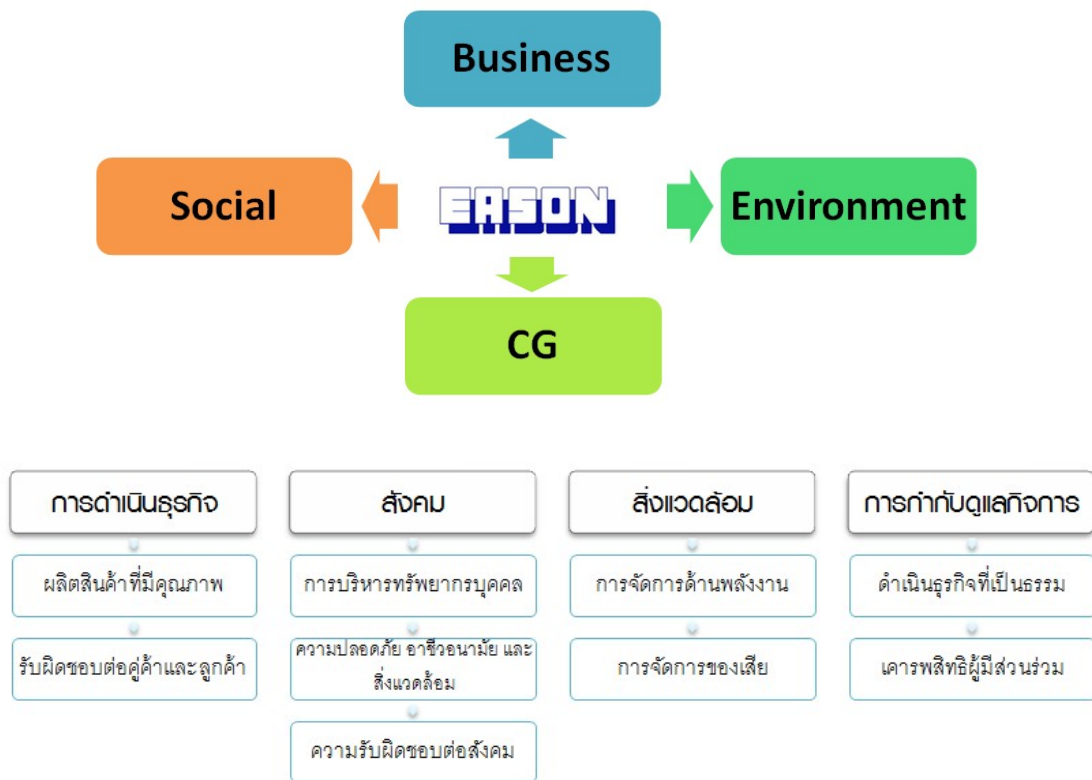 Business
Social
EASON
Environment
CG
การดำเนินธุรกิจ
สังคม
สิ่งแวดล้อม
การกำกับดูแลกิจการ
ผลิตสินค้าที่มีคุณภาพ
การบริหารทรัพยากรบุคคล
การจัดการด้านพลังงาน
ดำเนินธุรกิจที่เป็นธรรม
รับผิดชอบต่อคู่ค้าและลูกค้า
ความปลอดภัย อาชีวอนามัย และ
สิ่งแวดล้อม
การจัดการของเสีย
เคารพสิทธิผู้มีส่วนร่วม
ความรับผิดชอบต่อสังคม